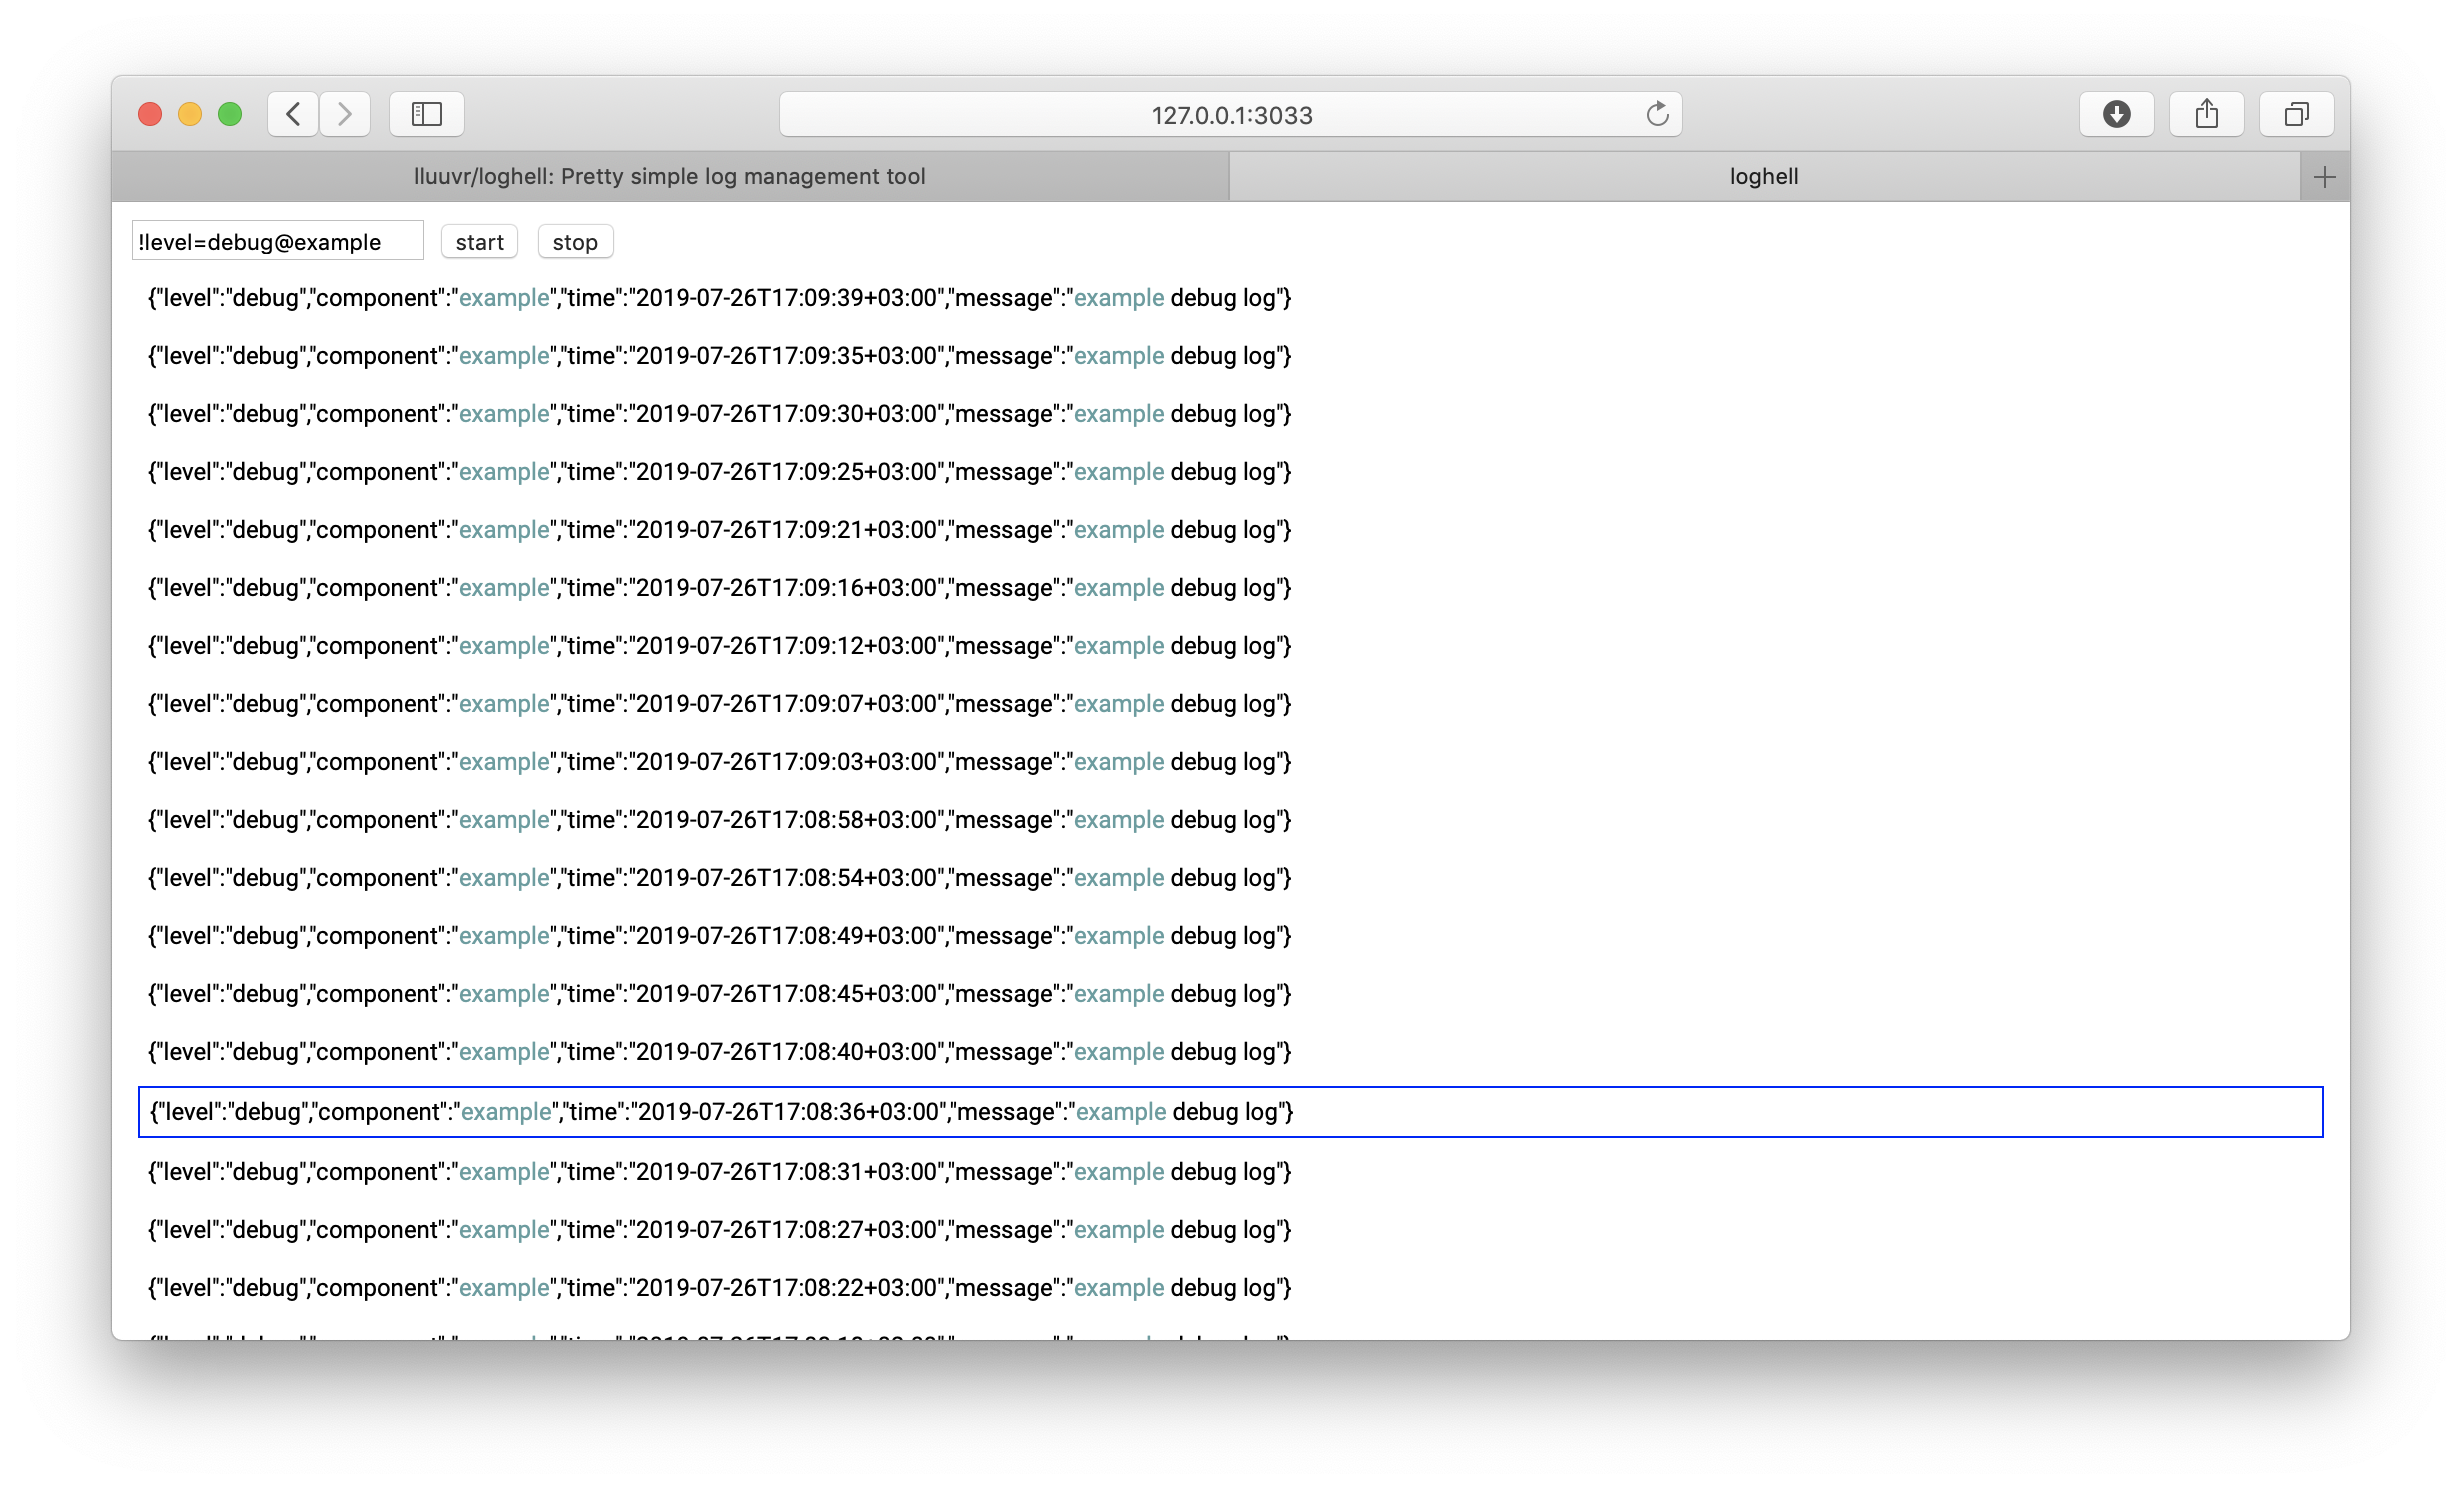 127.0.0.1:3033
lluuvr/loghell: Pretty simple log management tool loghell
!level=debug@example start stop
{"level":"debug","component":"example","time":"2019-07-26T17:09:39+03:00","message":"example debug log"}
{"level":"debug","component":"example","time":"2019-07-26T17:09:35+03:00","message":"example debug log"}
{"level":"debug","component":"example","time":"2019-07-26T17:09:30+03:00","message":"example debug log"}
{"level":"debug","component":"example","time":"2019-07-26T17:09:25+03:00","message":"example debug log"}
{"level":"debug","component":"example","time":"2019-07-26T17:09:21+03:00","message":"example debug log"}
{"level":"debug","component":"example","time":"2019-07-26T17:09:16+03:00","message":"example debug log"}
{"level":"debug","component":"example","time":"2019-07-26T17:09:12+03:00","message":"example debug log"}
{"level":"debug","component":"example","time":"2019-07-26T17:09:07+03:00","message":"example debug log"}
{"level":"debug","component":"example","time":"2019-07-26T17:09:03+03:00","message":"example debug log"}
{"level":"debug","component":"example","time":"2019-07-26T17:08:58+03:00","message":"example debug log"}
{"level":"debug","component":"example","time":"2019-07-26T17:08:54+03:00","message":"example debug log"}
{"level":"debug","component":"example","time":"2019-07-26T17:08:49+03:00","message":"example debug log"}
{"level":"debug","component":"example","time":"2019-07-26T17:08:45+03:00","message":"example debug log"}
{"level":"debug","component":"example","time":"2019-07-26T17:08:40+03:00","message":"example debug log"}
{"level":"debug","component":"example","time":"2019-07-26T17:08:36+03:00","message":"example debug log"}
{"level":"debug","component":"example","time":"2019-07-26T17:08:31+03:00","message":"example debug log"}
{"level":"debug","component":"example","time":"2019-07-26T17:08:27+03:00","message":"example debug log"}
{"level":"debug","component":"example","time":"2019-07-26T17:08:22+03:00","message":"example debug log"}